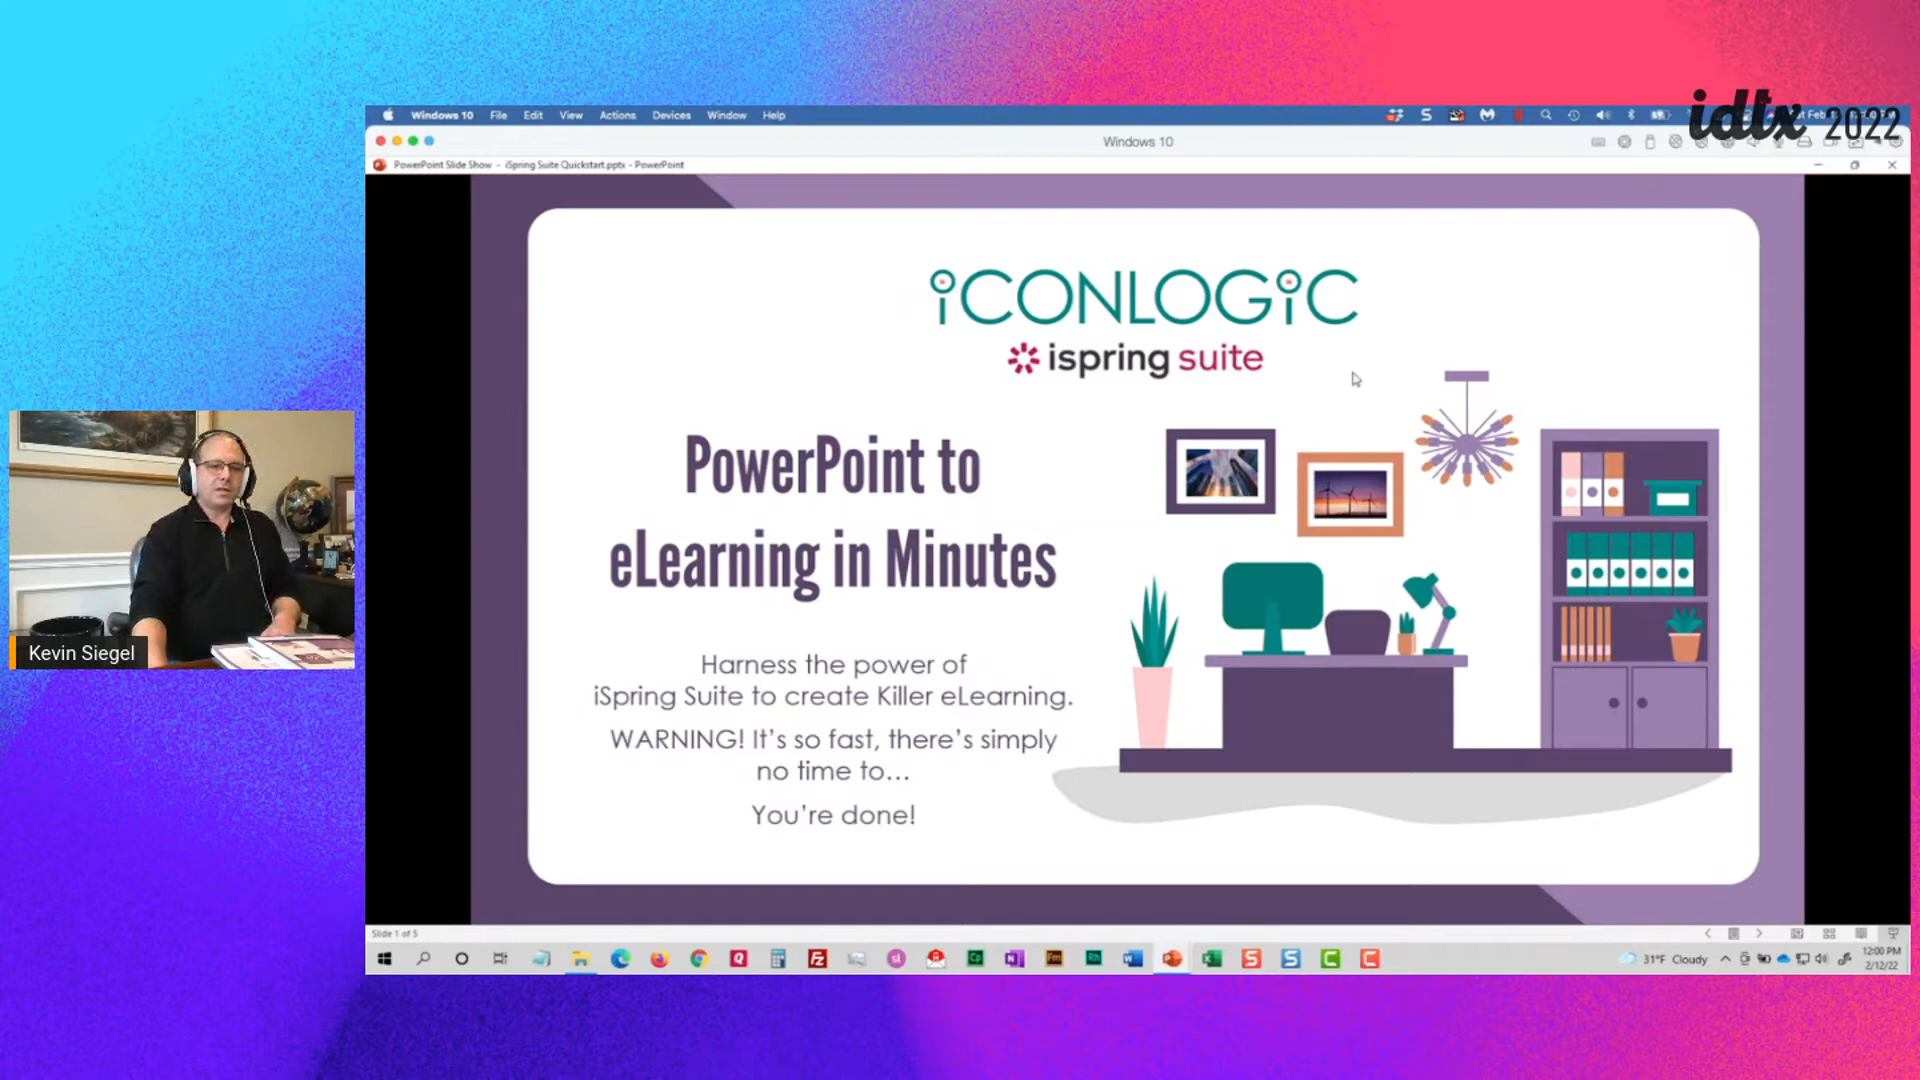 idtx 2022
Windows 10 File Edit View Actions Devices Window Help
Windows 10
PowerPoint Slide Show - iSpring Suite Quickstart.pptx - PowerPoint
iCONLOGiC
ispring suite
PowerPoint to
eLearning in Minutes
Harness the power of
iSpring Suite to create Killer eLearning.
WARNING! It's so fast, there's simply
no time to...
You're done!
Kevin Siegel
Slide 1 of 5
31°F Cloudy
12:00 PM
2/12/22